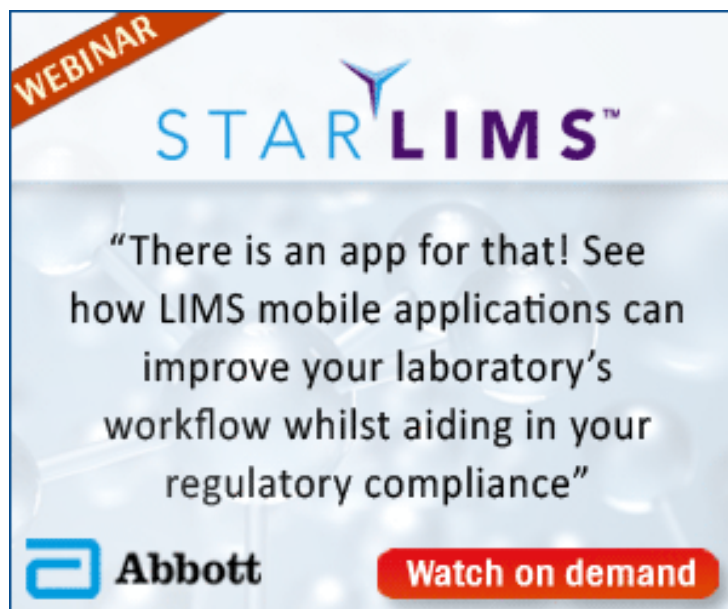 WEBINAR
STARLIMS™
“There is an app for that! See
how LIMS mobile applications can
improve your laboratory’s
workflow whilst aiding in your
regulatory compliance”
Abbott
Watch on demand